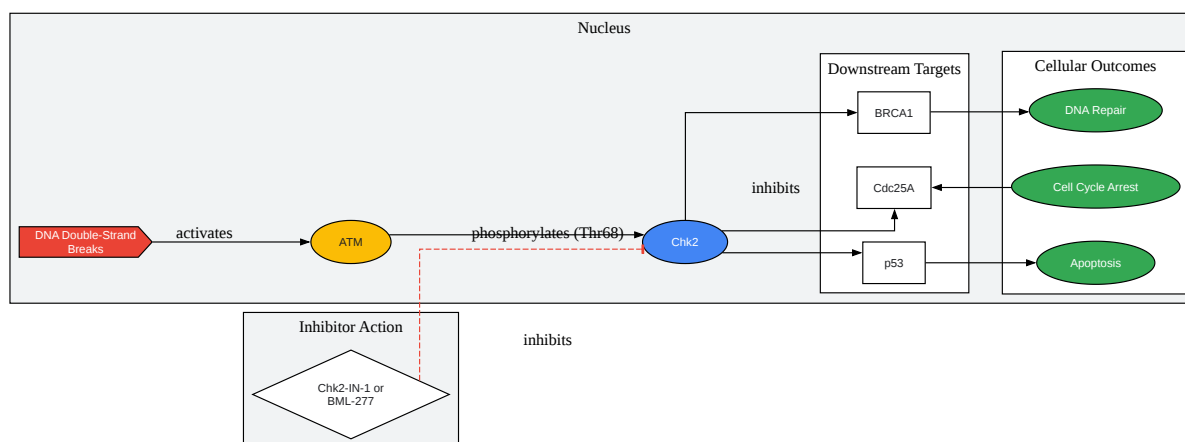 Nucleus
Downstream Targets
Cellular Outcomes
BRCA1
DNA Repair
inhibits
Cdc25A
Cell Cycle Arrest
DNA Double-Strand
Breaks
activates
ATM
phosphorylates (Thr68)
Chk2
p53
Apoptosis
Inhibitor Action
inhibits
Chk2-IN-1 or
BML-277